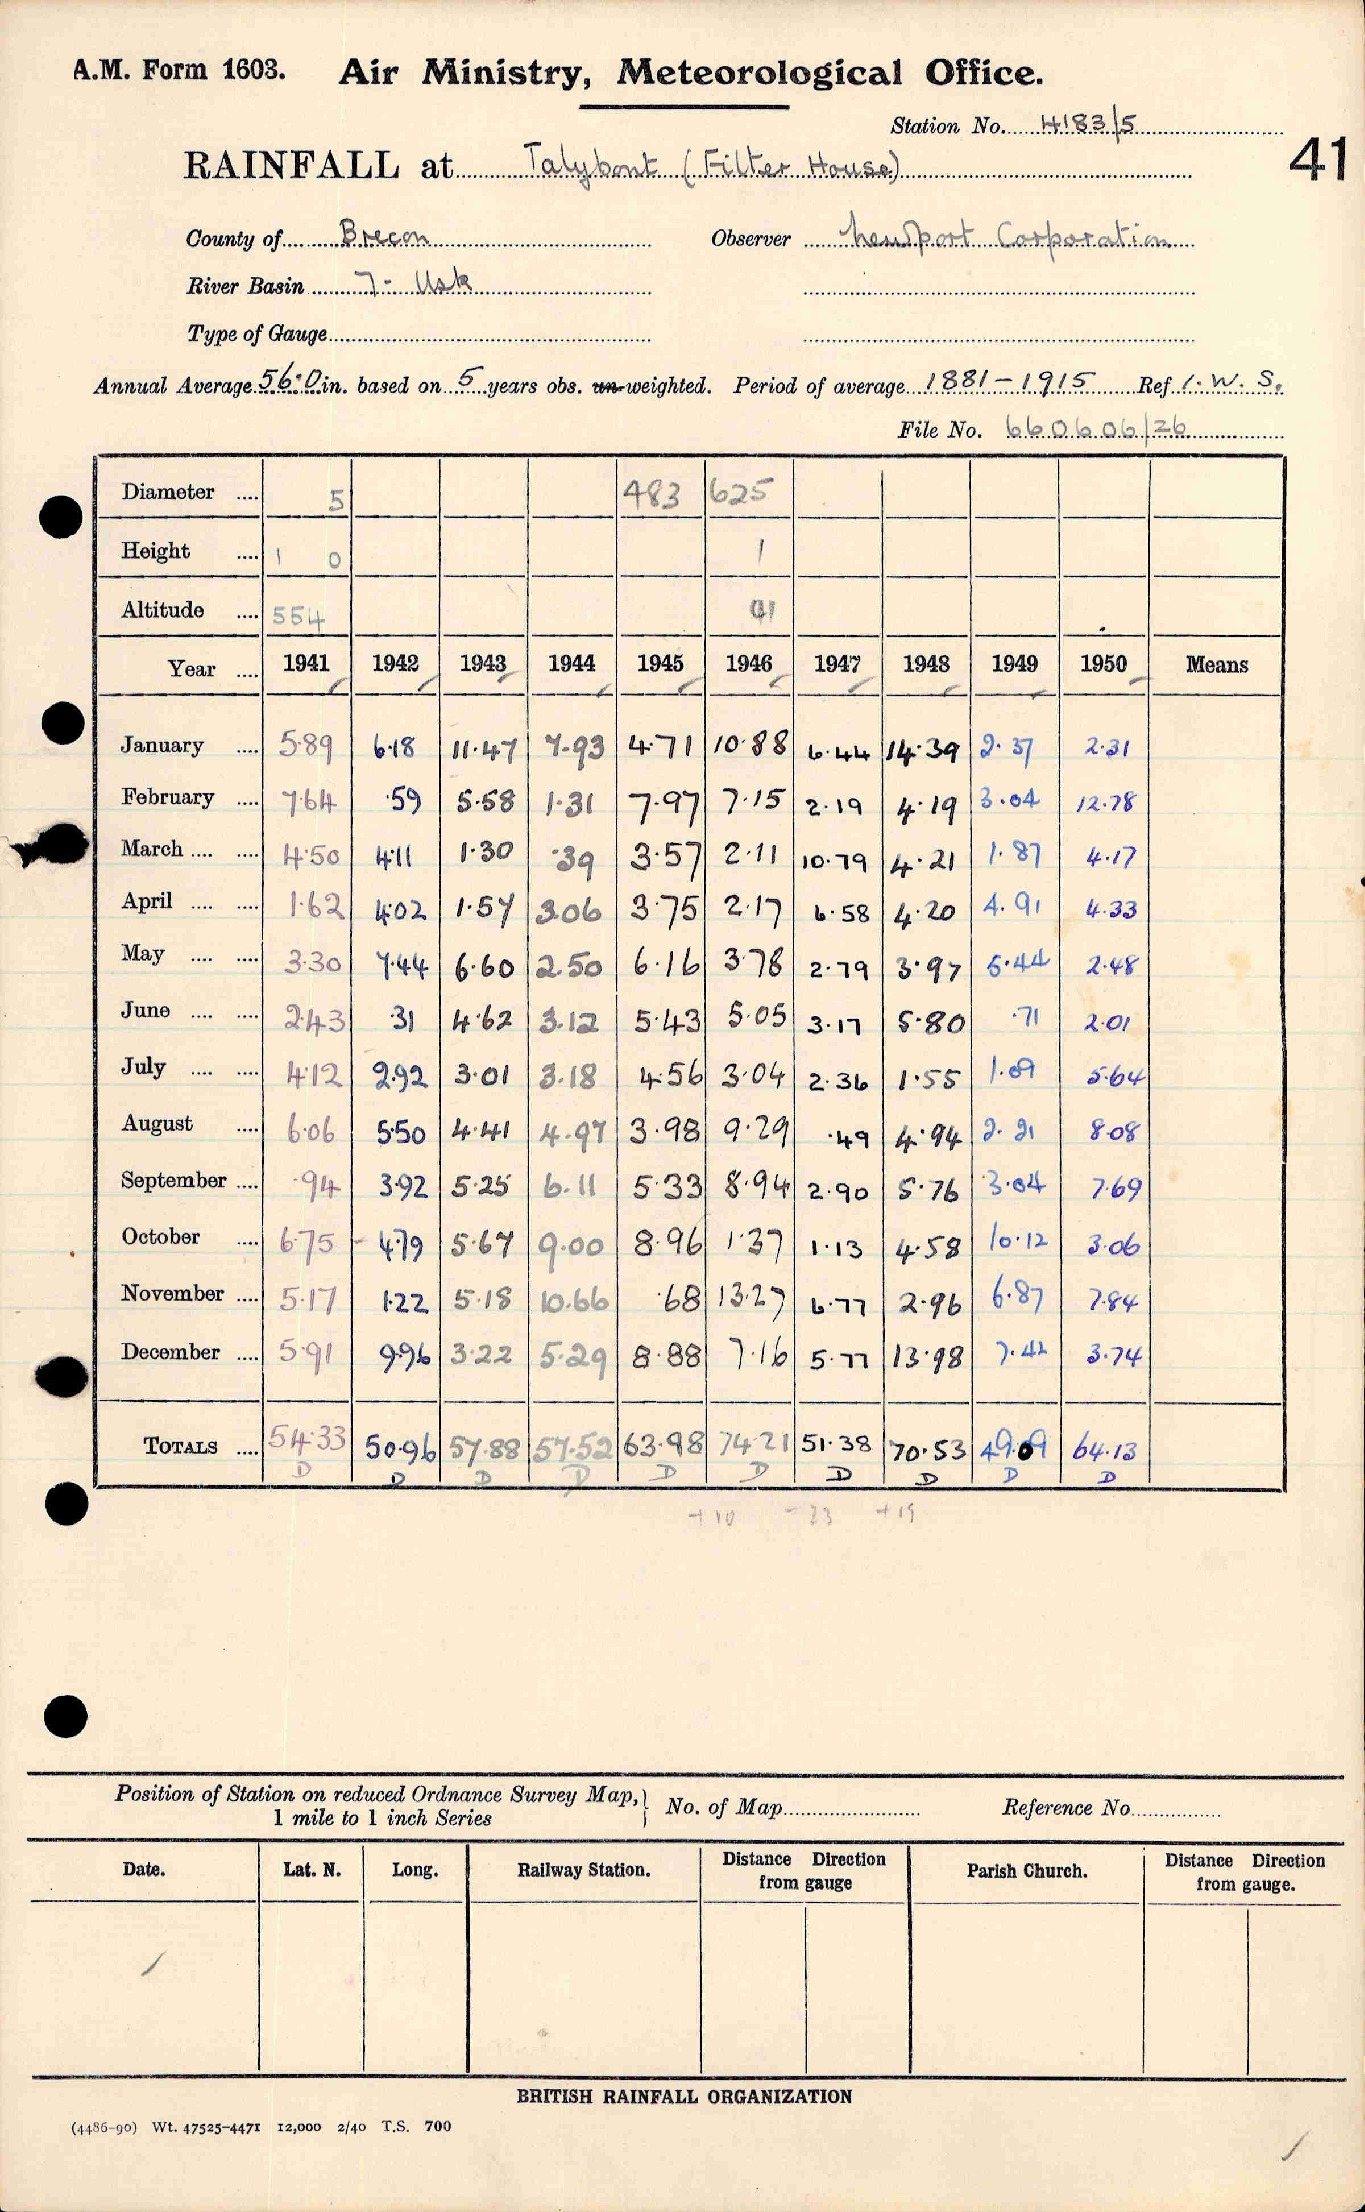 A.M. Form 1603. Air Ministry, Meteorological Office.
Station No. 4183/5
41
RAINFALL at Talybont (Filter House)
County of Brecon Observer Newport Corporation
River Basin 7- Usk
Type of Gauge
Annual Average 56.0 in. based on 5 years obs. un-weighted. Period of average 1881-1915 Ref I.W.S.
File No. 660606/26
Diameter 5 483 625
Height 1 0 1
Altitude 554 91
Year 1941 1942 1943 1944 1945 1946 1947 1948 1949 1950 Means
January 5.89 6.18 11.47 7.93 4.71 10.88 6.44 14.39 2.37 2.31
February 7.64 .59 5.58 1.31 7.97 7.15 2.19 4.19 3.04 12.78
March 4.50 4.11 1.30 .39 3.57 2.11 10.79 4.21 1.87 4.17
April 1.62 4.02 1.57 3.06 3.75 2.17 6.58 4.20 4.91 4.33
May 3.30 7.44 6.60 2.50 6.16 3.78 2.79 3.97 5.44 2.48
June 2.43 .31 4.62 3.12 5.43 5.05 3.17 5.80 .71 2.01
July 4.12 2.92 3.01 3.18 4.56 3.04 2.36 1.55 1.09 5.64
August 6.06 5.50 4.41 4.97 3.98 9.29 .49 4.94 2.21 8.08
September .94 3.92 5.25 6.11 5.33 8.94 2.90 5.76 3.04 7.69
October 6.75 4.79 5.67 9.00 8.96 1.37 1.13 4.58 10.12 3.06
November 5.17 1.22 5.18 10.66 .68 13.27 6.77 2.96 6.87 7.84
December 5.91 9.96 3.22 5.29 8.88 7.16 5.77 13.98 7.42 3.74
TOTALS 54.33 50.96 57.88 57.52 63.98 74.21 51.38 70.53 49.09 64.13
D D D D D D D D D D
+10 -23 +19
Position of Station on reduced Ordnance Survey Map, No. of Map Reference No.
1 mile to 1 inch Series
Date. Lat. N. Long. Railway Station. Distance Direction from gauge Parish Church. Distance Direction from gauge.
BRITISH RAINFALL ORGANIZATION
(4486-90) Wt. 47525-4471 12,000 2/40 T.S. 700